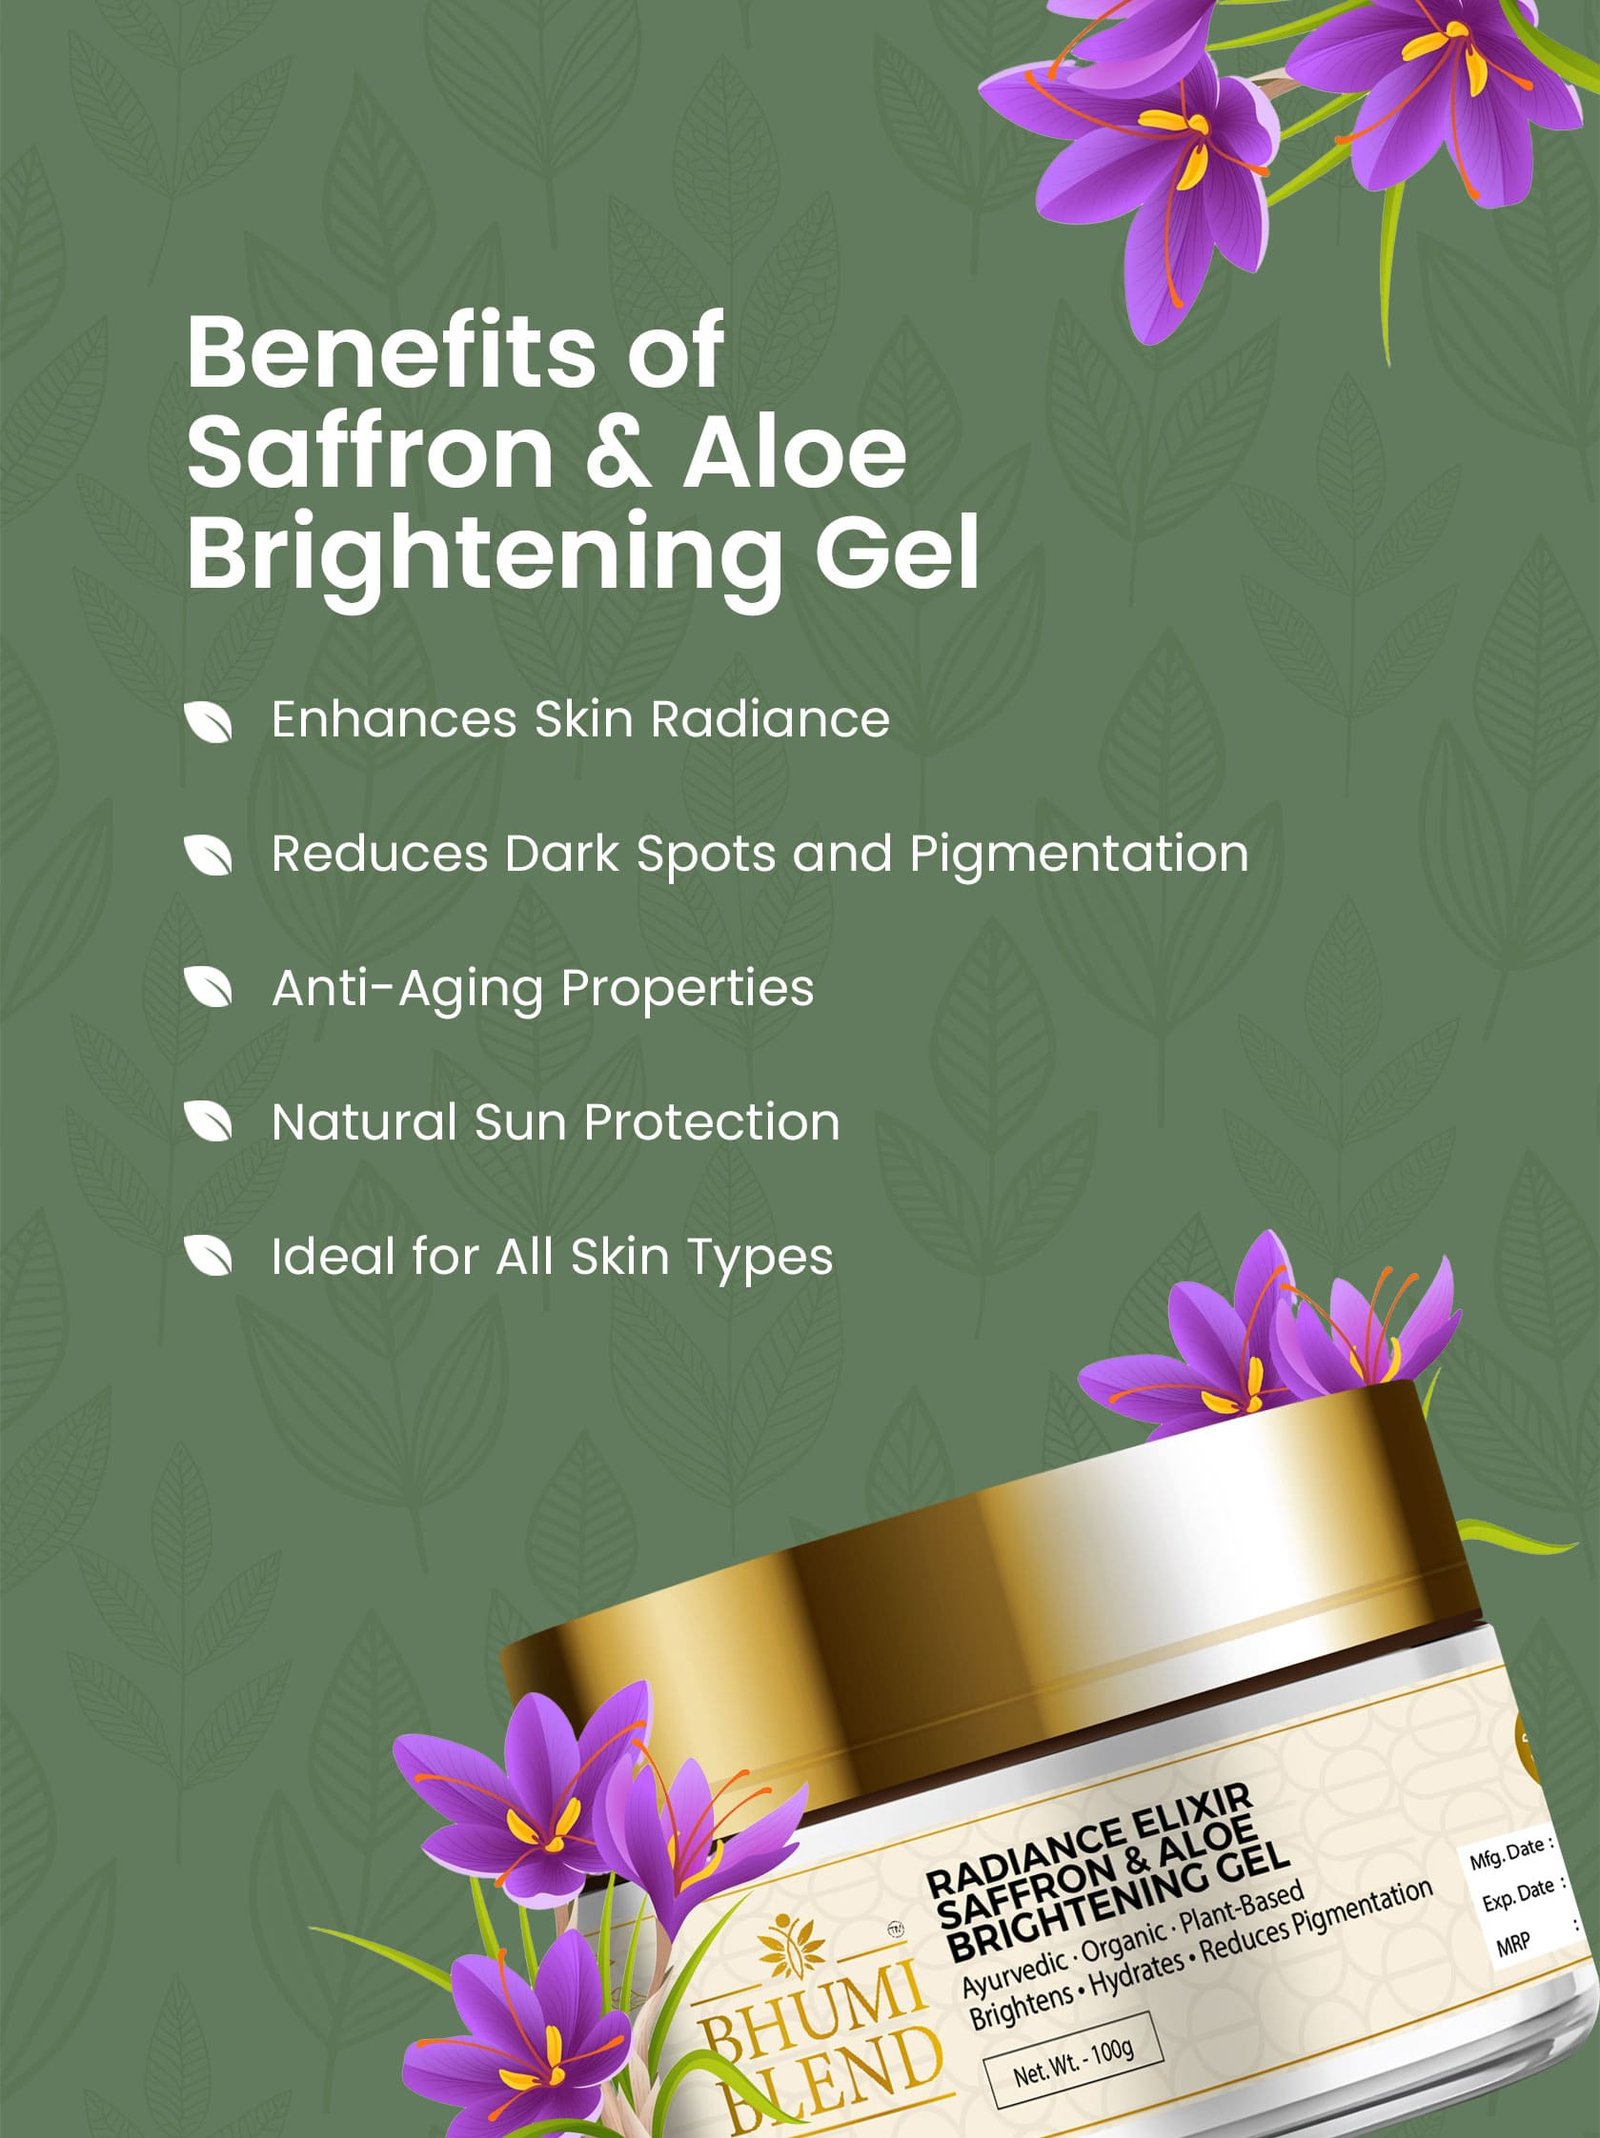 Benefits of
Saffron & Aloe
Brightening Gel
Enhances Skin Radiance
Reduces Dark Spots and Pigmentation
Anti-Aging Properties
Natural Sun Protection
Ideal for All Skin Types
RADIANCE ELIXIR
SAFFRON & ALOE
BRIGHTENING GEL
Ayurvedic · Organic · Plant-Based
Brightens • Hydrates • Reduces Pigmentation
Net. Wt. - 100g
BHUMI
BLEND
TM
Mfg. Date :
Exp. Date :
MRP :